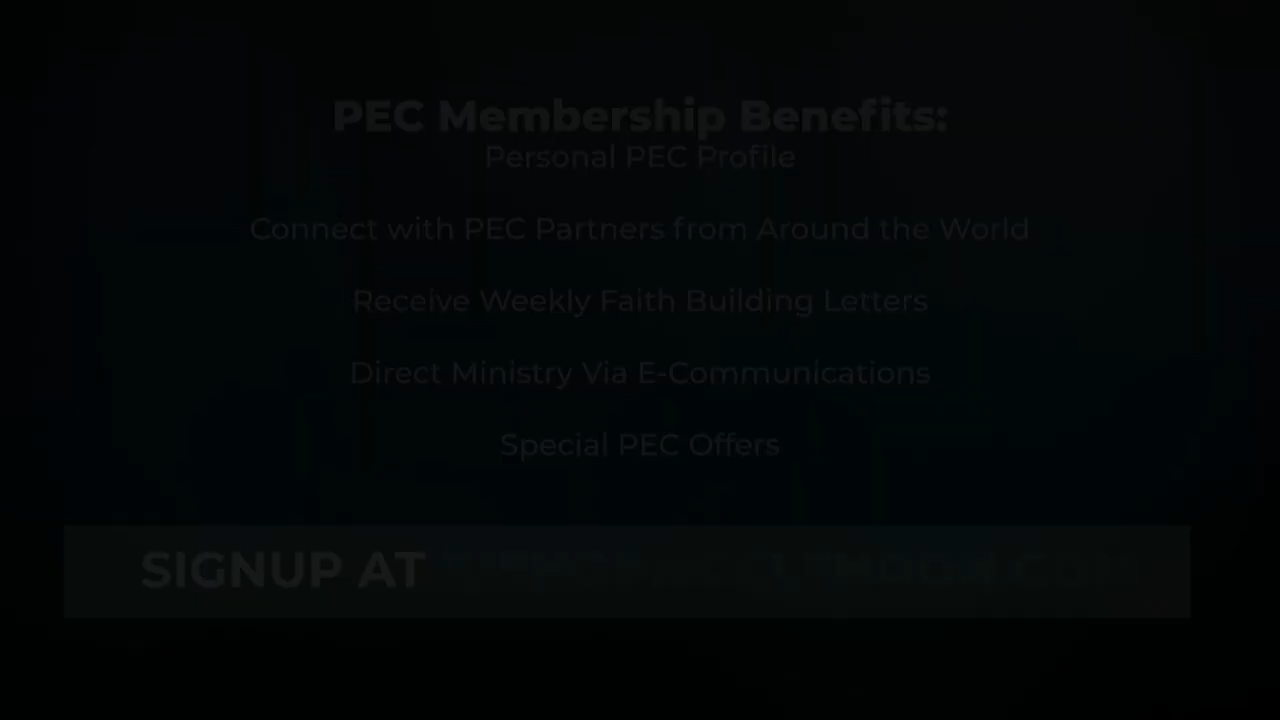 PEC Membership Benefits:
Personal PEC Profile
Connect with PEC Partners from Around the World
Receive Weekly Faith Building Letters
Direct Ministry Via E-Communications
Special PEC Offers
SIGNUP AT